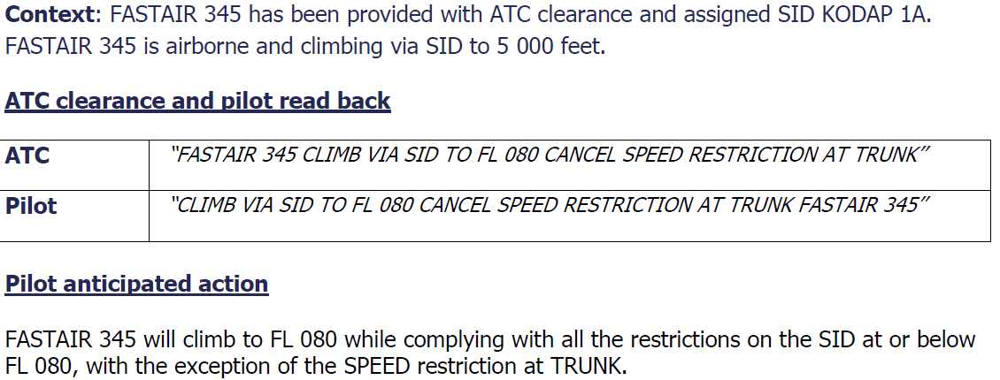 Context: FASTAIR 345 has been provided with ATC clearance and assigned SID KODAP 1A.
FASTAIR 345 is airborne and climbing via SID to 5 000 feet.
ATC clearance and pilot read back
ATC "FASTAIR 345 CLIMB VIA SID TO FL 080 CANCEL SPEED RESTRICTION AT TRUNK"
Pilot "CLIMB VIA SID TO FL 080 CANCEL SPEED RESTRICTION AT TRUNK FASTAIR 345"
Pilot anticipated action
FASTAIR 345 will climb to FL 080 while complying with all the restrictions on the SID at or below
FL 080, with the exception of the SPEED restriction at TRUNK.